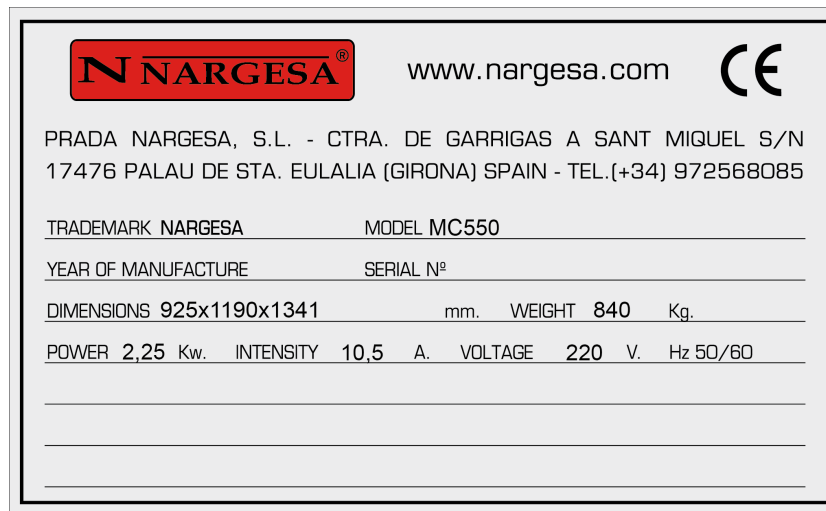 N NARGESA® www.nargesa.com CE
PRADA NARGESA, S.L. - CTRA. DE GARRIGAS A SANT MIQUEL S/N
17476 PALAU DE STA. EULALIA (GIRONA) SPAIN - TEL.(+34) 972568085
TRADEMARK NARGESA MODEL MC550
YEAR OF MANUFACTURE SERIAL Nº
DIMENSIONS 925x1190x1341 mm. WEIGHT 840 Kg.
POWER 2,25 Kw. INTENSITY 10,5 A. VOLTAGE 220 V. Hz 50/60